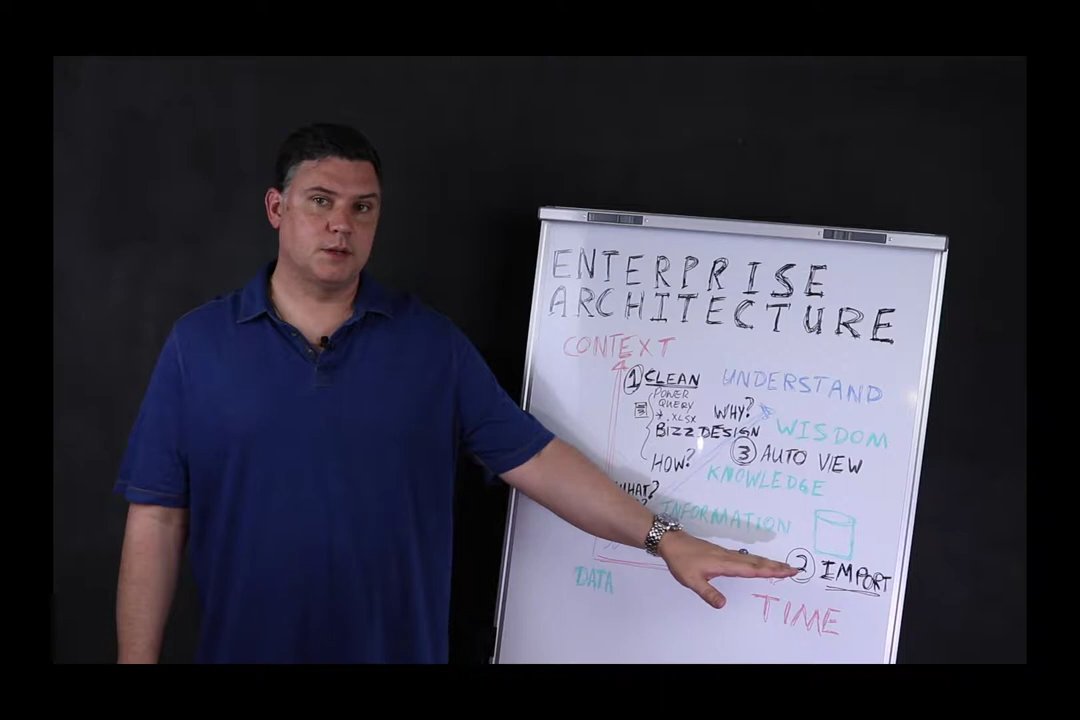 ENTERPRISE
ARCHITECTURE
CONTEXT
1 CLEAN
POWER
QUERY
→ .XLSX
BIZZDESIGN
HOW?
WHAT?
UNDERSTAND
WHY?
WISDOM
3 AUTO VIEW
KNOWLEDGE
INFORMATION
2 IMPORT
DATA
TIME